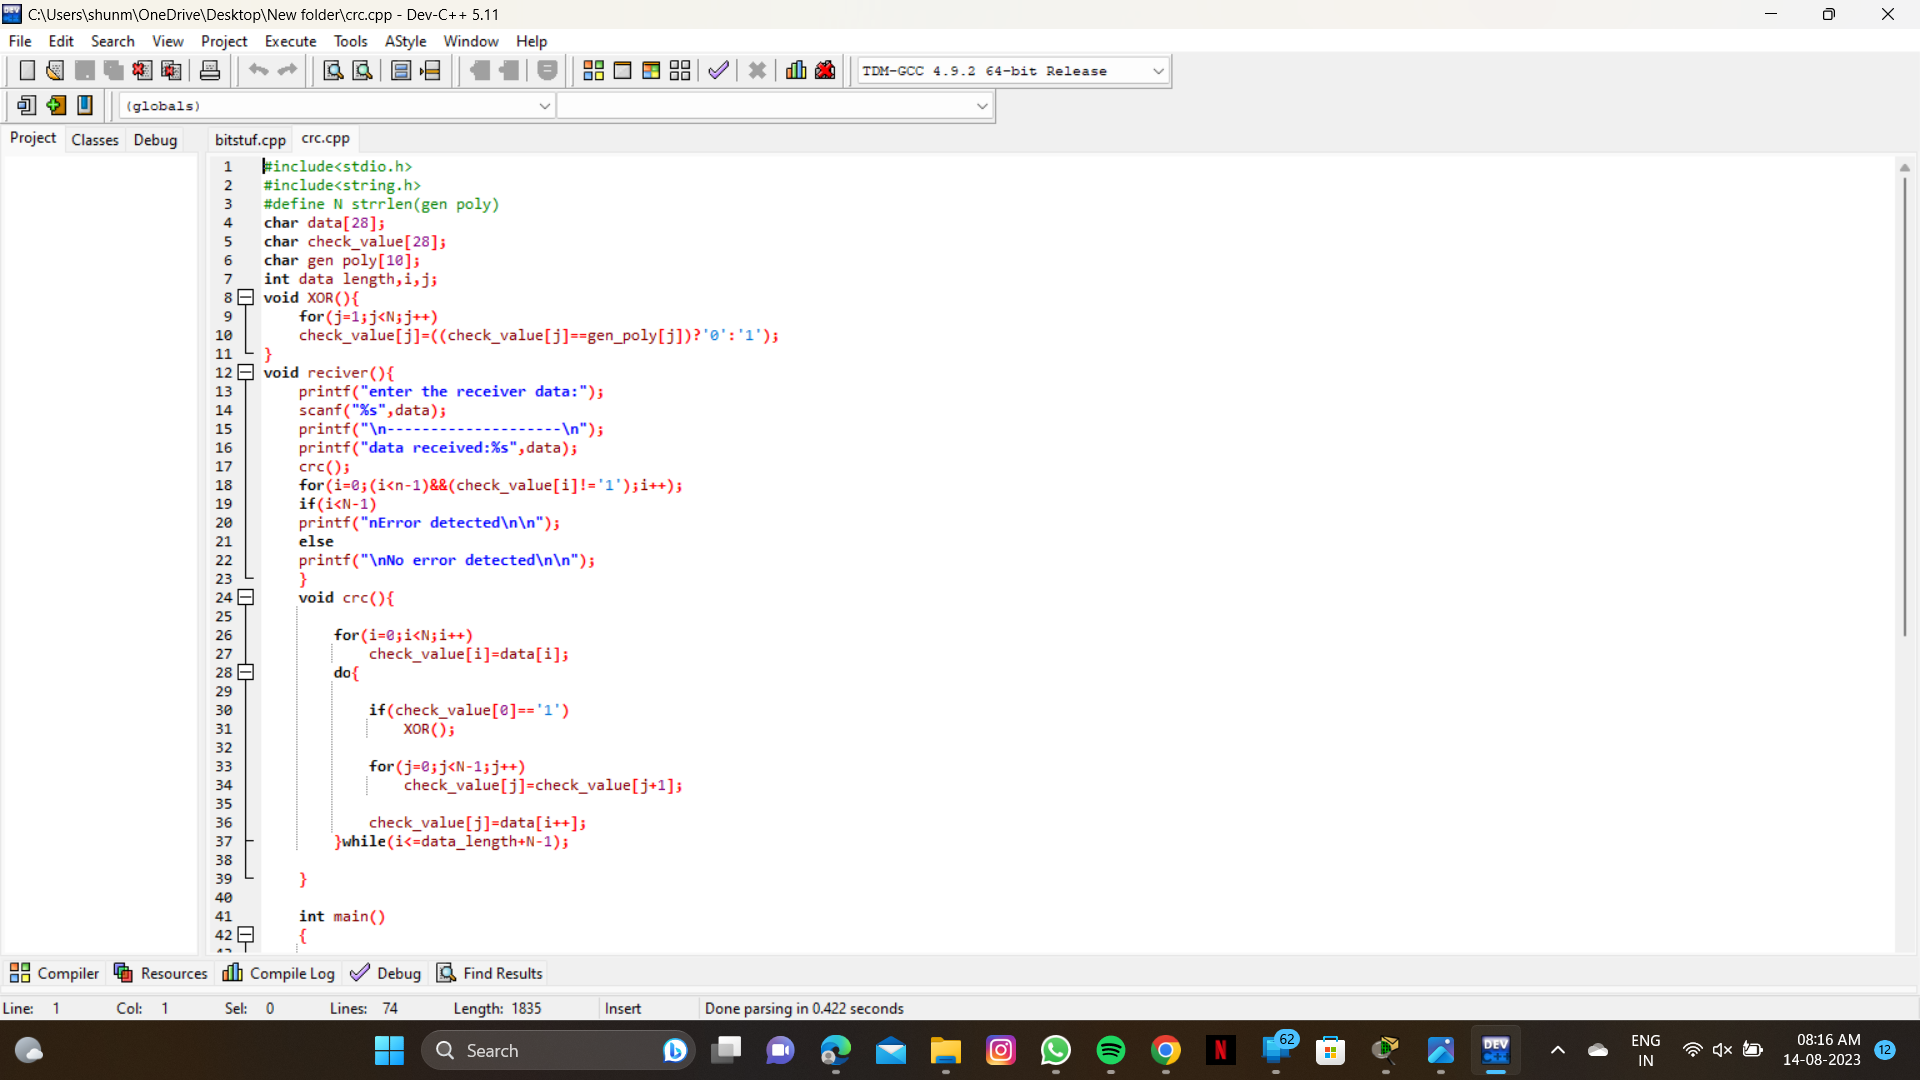 C:\Users\shunm\OneDrive\Desktop\New folder\crc.cpp - Dev-C++ 5.11
File Edit Search View Project Execute Tools AStyle Window Help
TDM-GCC 4.9.2 64-bit Release
(globals)
Project Classes Debug bitstuf.cpp crc.cpp
1 #include<stdio.h>
2 #include<string.h>
3 #define N strrlen(gen poly)
4 char data[28];
5 char check_value[28];
6 char gen poly[10];
7 int data length,i,j;
8 void XOR(){
9 for(j=1;j<N;j++)
10 check_value[j]=((check_value[j]==gen_poly[j])?'0':'1');
11 }
12 void reciver(){
13 printf("enter the receiver data:");
14 scanf("%s",data);
15 printf("\n--------------------\n");
16 printf("data received:%s",data);
17 crc();
18 for(i=0;(i<n-1)&&(check_value[i]!='1');i++);
19 if(i<N-1)
20 printf("nError detected\n\n");
21 else
22 printf("\nNo error detected\n\n");
23 }
24 void crc(){
25
26 for(i=0;i<N;i++)
27 check_value[i]=data[i];
28 do{
29
30 if(check_value[0]=='1')
31 XOR();
32
33 for(j=0;j<N-1;j++)
34 check_value[j]=check_value[j+1];
35
36 check_value[j]=data[i++];
37 }while(i<=data_length+N-1);
38
39 }
40
41 int main()
42 {
Compiler Resources Compile Log Debug Find Results
Line: 1 Col: 1 Sel: 0 Lines: 74 Length: 1835 Insert Done parsing in 0.422 seconds
Search
62
DEV
C++
ENG
IN
08:16 AM
14-08-2023
12